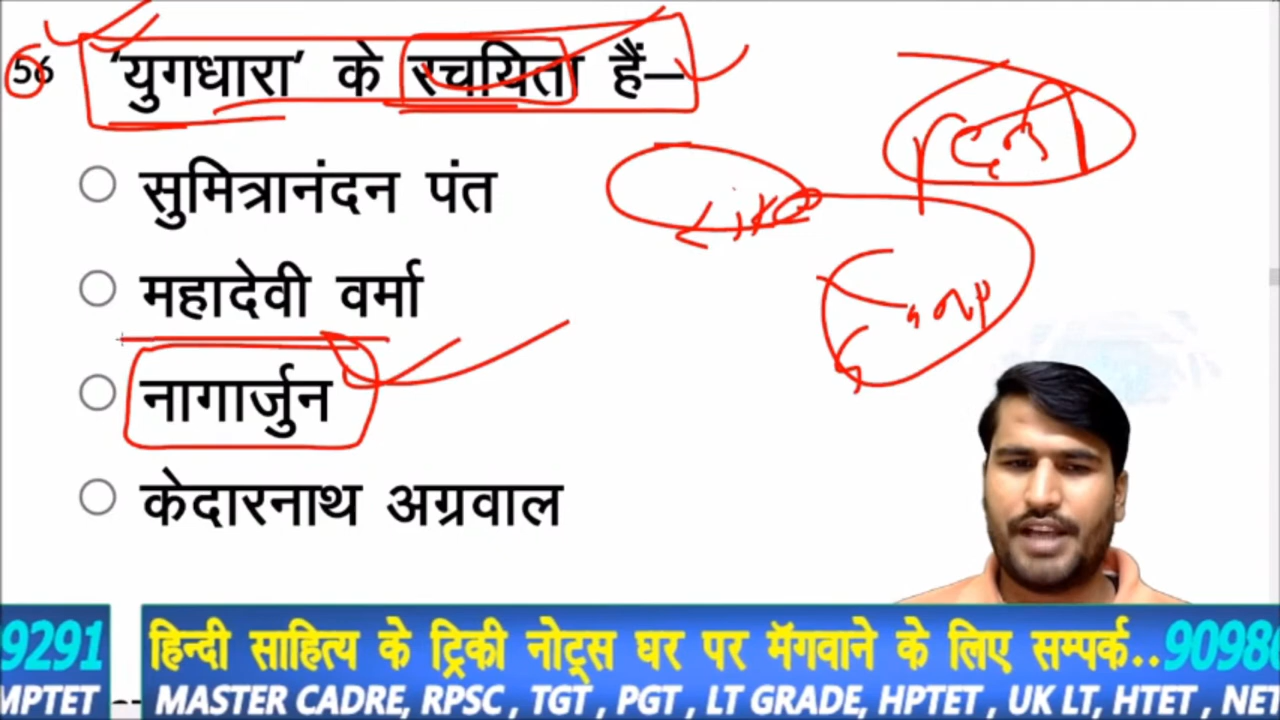 56 'युगधारा' के रचयिता हैं—
सुमित्रानंदन पंत
महादेवी वर्मा
नागार्जुन
केदारनाथ अग्रवाल
9291 हिन्दी साहित्य के ट्रिकी नोट्स घर पर मॅगवाने के लिए सम्पर्क..9098
MPTET MASTER CADRE, RPSC , TGT , PGT , LT GRADE, HPTET , UK LT, HTET , NET